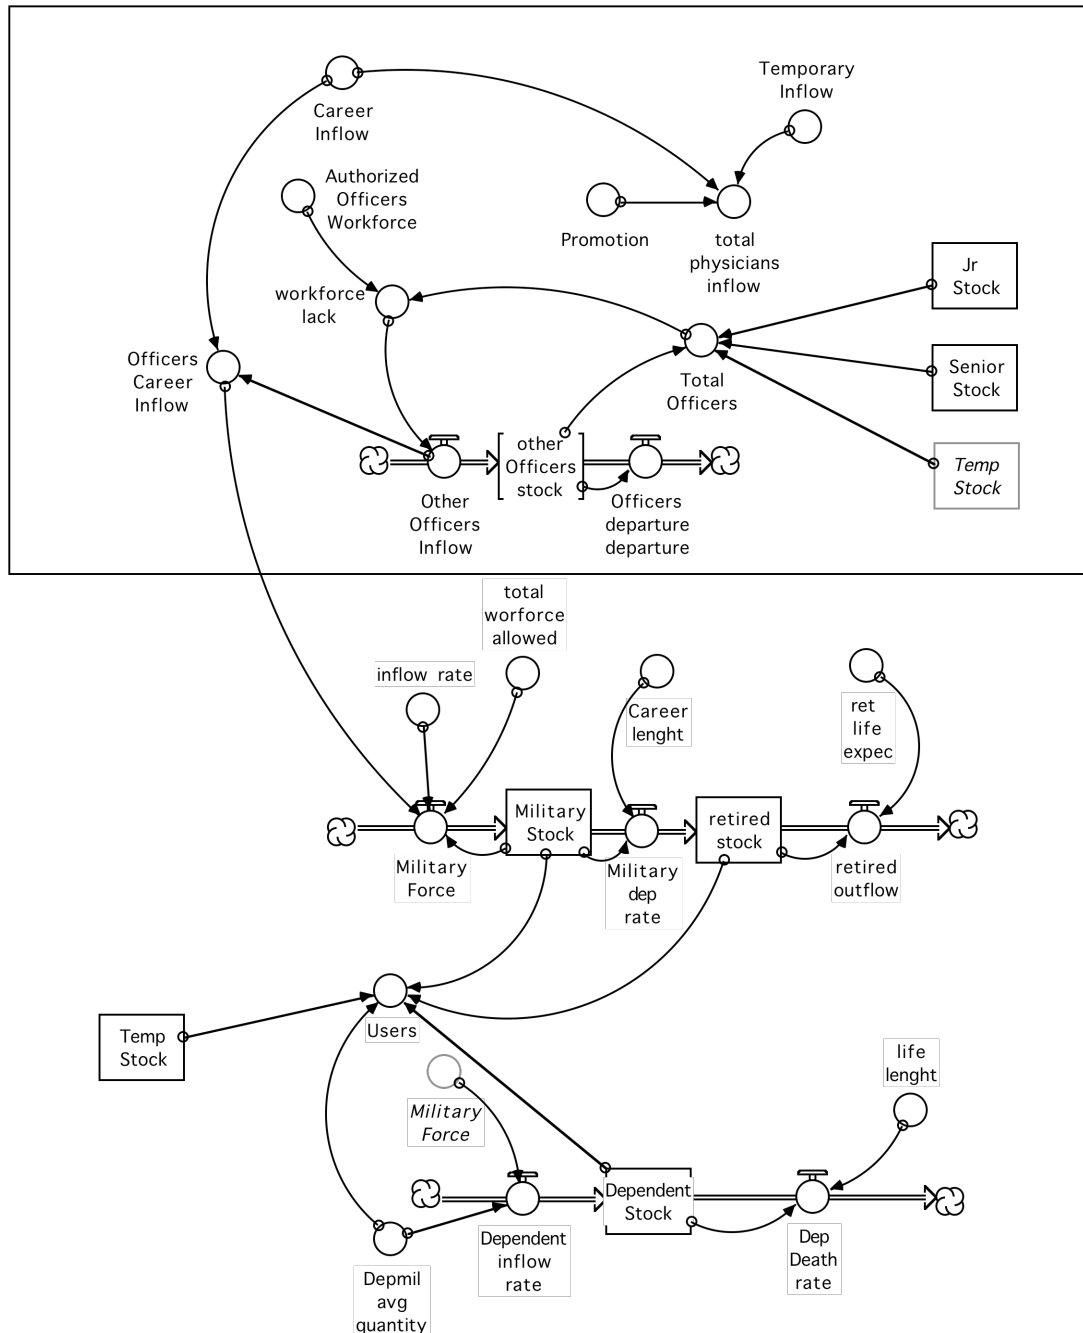 Temporary
Inflow
Career
Inflow
Authorized
Officers
Workforce
Promotion
total
physicians
inflow
Jr
Stock
workforce
lack
Officers
Career
Inflow
Total
Officers
Senior
Stock
other
Officers
stock
Temp
Stock
Other
Officers
Inflow
Officers
departure
departure
total
worforce
allowed
inflow rate
Career
lenght
ret
life
expec
Military
Stock
retired
stock
Military
Force
Military
dep
rate
retired
outflow
Temp
Stock
Users
life
lenght
Military
Force
Dependent
Stock
Dependent
inflow
rate
Dep
Death
rate
Depmil
avg
quantity